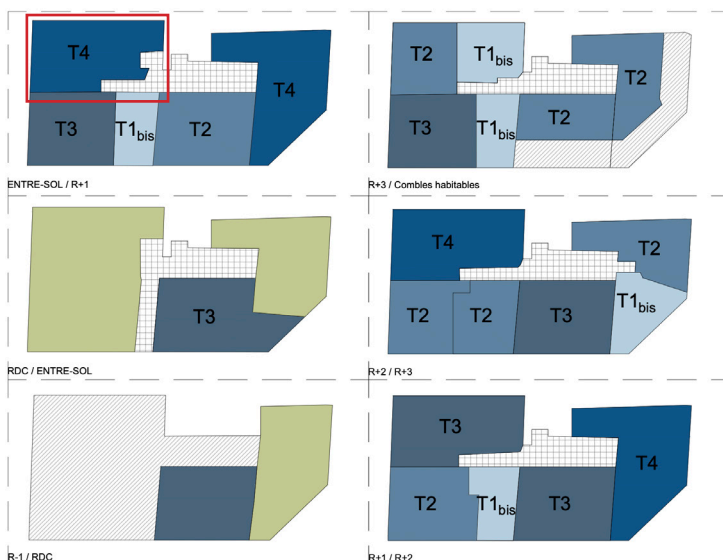 T4
T4
T3
T1bis
T2
ENTRE-SOL / R+1
T2
T1bis
T2
T3
T1bis
T2
R+3 / Combles habitables
T3
RDC / ENTRE-SOL
T4
T2
T2
T2
T3
T1bis
R+2 / R+3
R-1 / RDC
T3
T4
T2
T1bis
T3
R+1 / R+2